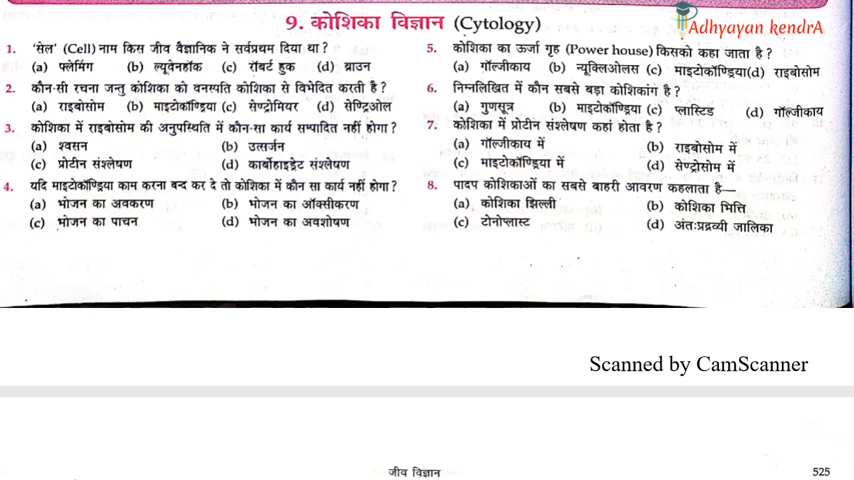 9. कोशिका विज्ञान (Cytology)
Adhyayan kendrA
1. 'सेल' (Cell) नाम किस जीव वैज्ञानिक ने सर्वप्रथम दिया था ?
(a) फ्लेमिंग (b) ल्यूवेनहॉक (c) रॉबर्ट हुक (d) ब्राउन
2. कौन-सी रचना जन्तु कोशिका को वनस्पति कोशिका से विभेदित करती है ?
(a) राइबोसोम (b) माइटोकॉण्ड्रिया (c) सेण्ट्रोमियर (d) सेण्ट्रिओल
3. कोशिका में राइबोसोम की अनुपस्थिति में कौन-सा कार्य सम्पादित नहीं होगा ?
(a) श्वसन (b) उत्सर्जन
(c) प्रोटीन संश्लेषण (d) कार्बोहाइड्रेट संश्लेषण
4. यदि माइटोकॉण्ड्रिया काम करना बन्द कर दे तो कोशिका में कौन सा कार्य नहीं होगा ?
(a) भोजन का अवकरण (b) भोजन का ऑक्सीकरण
(c) भोजन का पाचन (d) भोजन का अवशोषण
5. कोशिका का ऊर्जा गृह (Power house) किसको कहा जाता है ?
(a) गॉल्जीकाय (b) न्यूक्लिओलस (c) माइटोकॉण्ड्रिया (d) राइबोसोम
6. निम्नलिखित में कौन सबसे बड़ा कोशिकांग है ?
(a) गुणसूत्र (b) माइटोकॉण्ड्रिया (c) प्लास्टिड (d) गॉल्जीकाय
7. कोशिका में प्रोटीन संश्लेषण कहां होता है ?
(a) गॉल्जीकाय में (b) राइबोसोम में
(c) माइटोकॉण्ड्रिया में (d) सेण्ट्रोसोम में
8. पादप कोशिकाओं का सबसे बाहरी आवरण कहलाता है—
(a) कोशिका झिल्ली (b) कोशिका भित्ति
(c) टोनोप्लास्ट (d) अंतःप्रद्रव्यी जालिका
Scanned by CamScanner
जीव विज्ञान 525